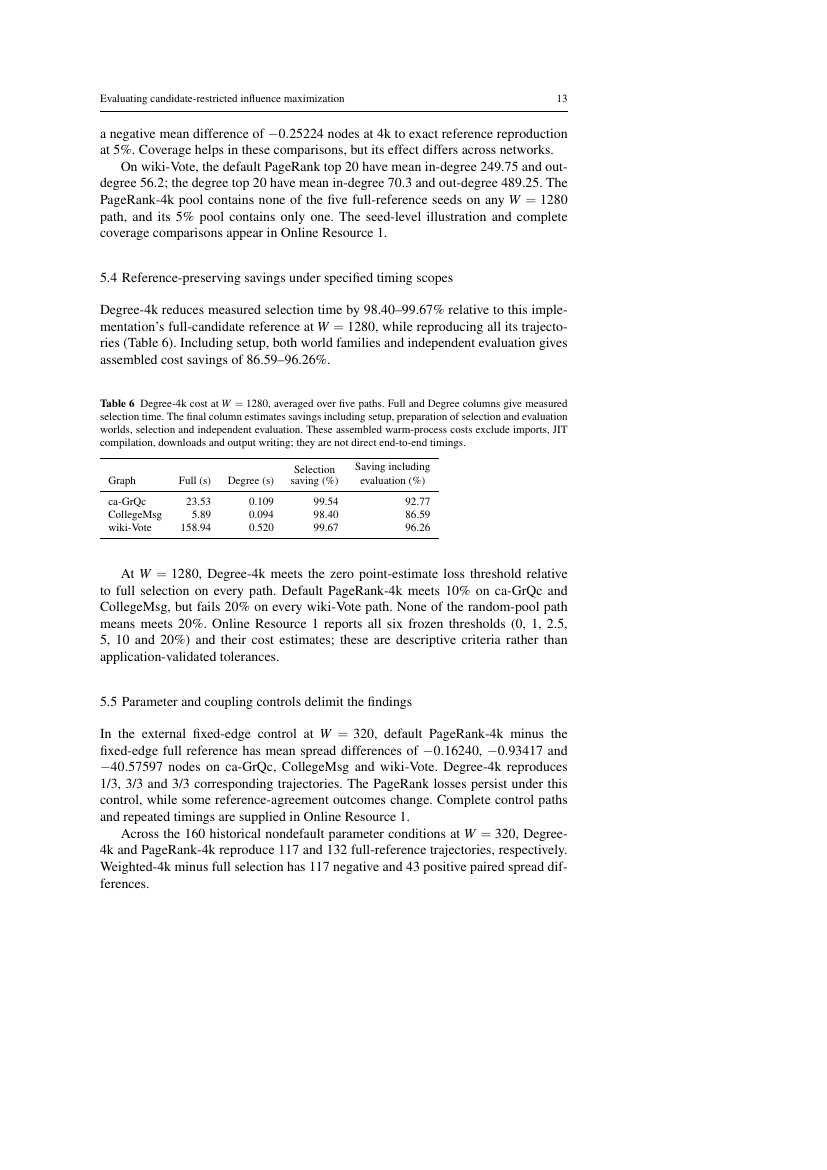 Evaluating candidate-restricted influence maximization 13
a negative mean difference of −0.25224 nodes at 4k to exact reference reproduction
at 5%. Coverage helps in these comparisons, but its effect differs across networks.
On wiki-Vote, the default PageRank top 20 have mean in-degree 249.75 and out-
degree 56.2; the degree top 20 have mean in-degree 70.3 and out-degree 489.25. The
PageRank-4k pool contains none of the five full-reference seeds on any W = 1280
path, and its 5% pool contains only one. The seed-level illustration and complete
coverage comparisons appear in Online Resource 1.
5.4 Reference-preserving savings under specified timing scopes
Degree-4k reduces measured selection time by 98.40–99.67% relative to this imple-
mentation's full-candidate reference at W = 1280, while reproducing all its trajecto-
ries (Table 6). Including setup, both world families and independent evaluation gives
assembled cost savings of 86.59–96.26%.
Table 6 Degree-4k cost at W = 1280, averaged over five paths. Full and Degree columns give measured
selection time. The final column estimates savings including setup, preparation of selection and evaluation
worlds, selection and independent evaluation. These assembled warm-process costs exclude imports, JIT
compilation, downloads and output writing; they are not direct end-to-end timings.
Graph Full (s) Degree (s) Selection saving (%) Saving including evaluation (%)
ca-GrQc 23.53 0.109 99.54 92.77
CollegeMsg 5.89 0.094 98.40 86.59
wiki-Vote 158.94 0.520 99.67 96.26
At W = 1280, Degree-4k meets the zero point-estimate loss threshold relative
to full selection on every path. Default PageRank-4k meets 10% on ca-GrQc and
CollegeMsg, but fails 20% on every wiki-Vote path. None of the random-pool path
means meets 20%. Online Resource 1 reports all six frozen thresholds (0, 1, 2.5,
5, 10 and 20%) and their cost estimates; these are descriptive criteria rather than
application-validated tolerances.
5.5 Parameter and coupling controls delimit the findings
In the external fixed-edge control at W = 320, default PageRank-4k minus the
fixed-edge full reference has mean spread differences of −0.16240, −0.93417 and
−40.57597 nodes on ca-GrQc, CollegeMsg and wiki-Vote. Degree-4k reproduces
1/3, 3/3 and 3/3 corresponding trajectories. The PageRank losses persist under this
control, while some reference-agreement outcomes change. Complete control paths
and repeated timings are supplied in Online Resource 1.
Across the 160 historical nondefault parameter conditions at W = 320, Degree-
4k and PageRank-4k reproduce 117 and 132 full-reference trajectories, respectively.
Weighted-4k minus full selection has 117 negative and 43 positive paired spread dif-
ferences.